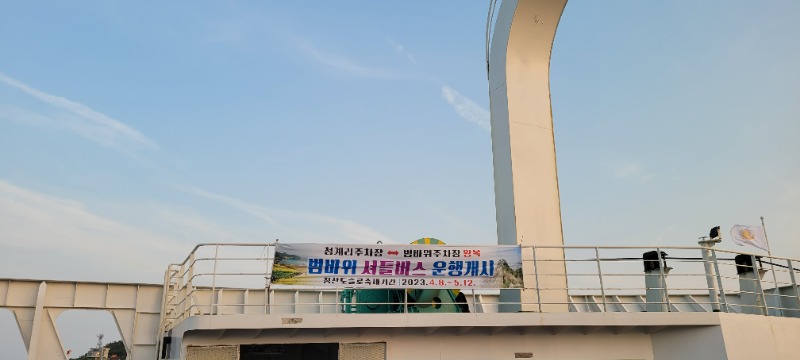 청계리주차장 ↔ 범바위주차장 왕복
범바위 셔틀버스 운행개시
청산도슬로축제기간 2023. 4.8.~5.12.